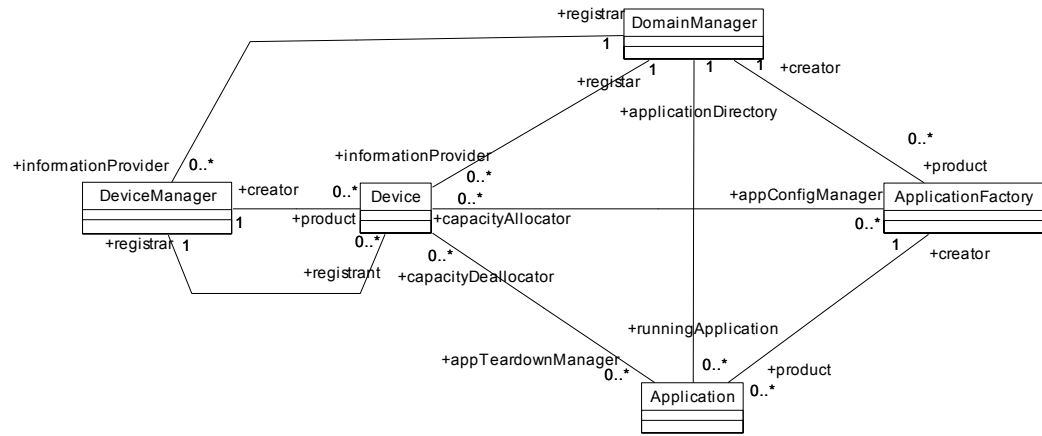 +registrar
DomainManager
1
1
1
1
+creator
+registar
+applicationDirectory
+informationProvider
0..*
+informationProvider
0..*
0..*
+product
DeviceManager
+creator
0..*
Device
0..*
+appConfigManager
ApplicationFactory
1
+product
+capacityAllocator
0..*
1
+registrar
1
0..*
0..*
+creator
+registrant
+capacityDeallocator
+runningApplication
+appTeardownManager
0..*
0..*
+product
0..*
Application